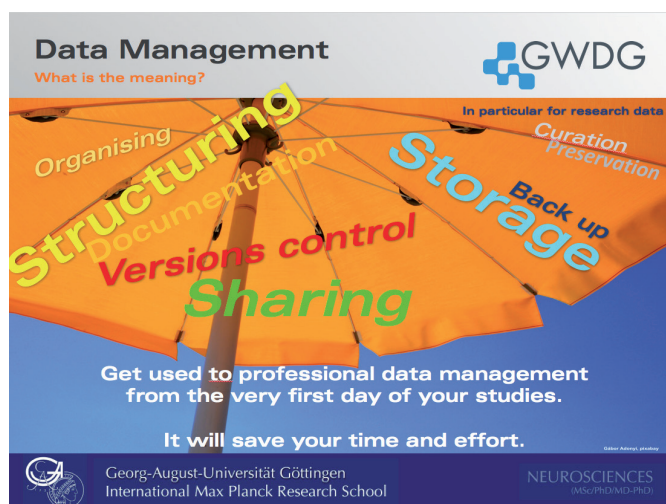 Data Management
What is the meaning?
GWDG
In particular for research data
Organising
Structuring
Documentation
Versions control
Sharing
Curation
Preservation
Storage
Back up
Get used to professional data management
from the very first day of your studies.
It will save your time and effort.
Gábor Adonyi, pixabay
Georg-August-Universität Göttingen
International Max Planck Research School
NEUROSCIENCES
(MSc/PhD/MD-PhD)